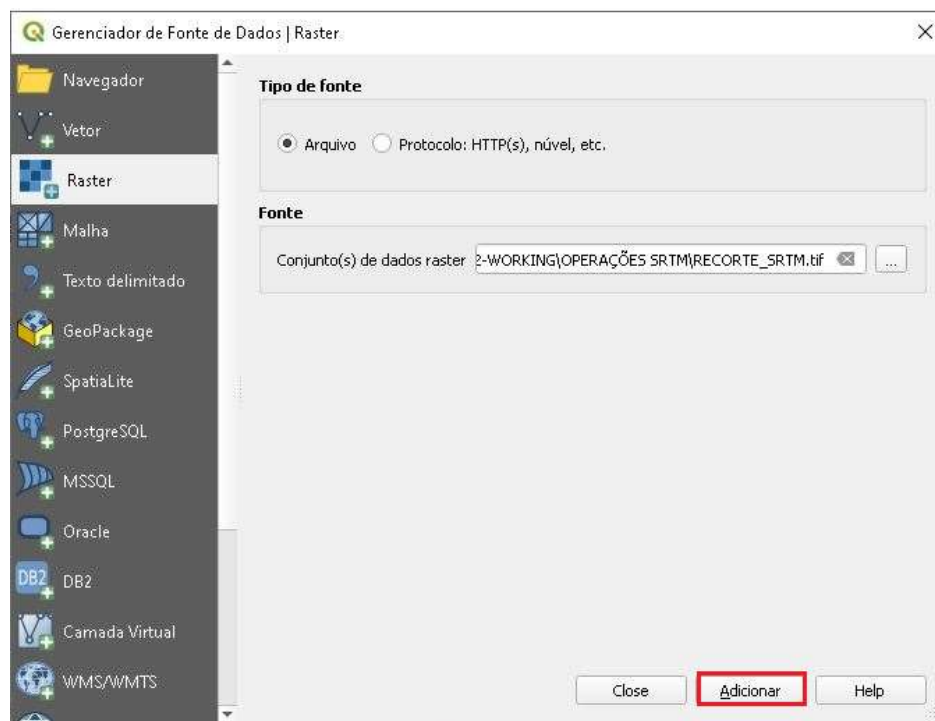 Gerenciador de Fonte de Dados | Raster
Navegador
Vetor
Raster
Malha
Texto delimitado
GeoPackage
SpatiaLite
PostgreSQL
MSSQL
Oracle
DB2
DB2
Camada Virtual
WMS/WMTS
Tipo de fonte
Arquivo
Protocolo: HTTP(s), núvel, etc.
Fonte
Conjunto(s) de dados raster
2-WORKING\OPERAÇÕES SRTM\RECORTE_SRTM.tif
...
Close
Adicionar
Help